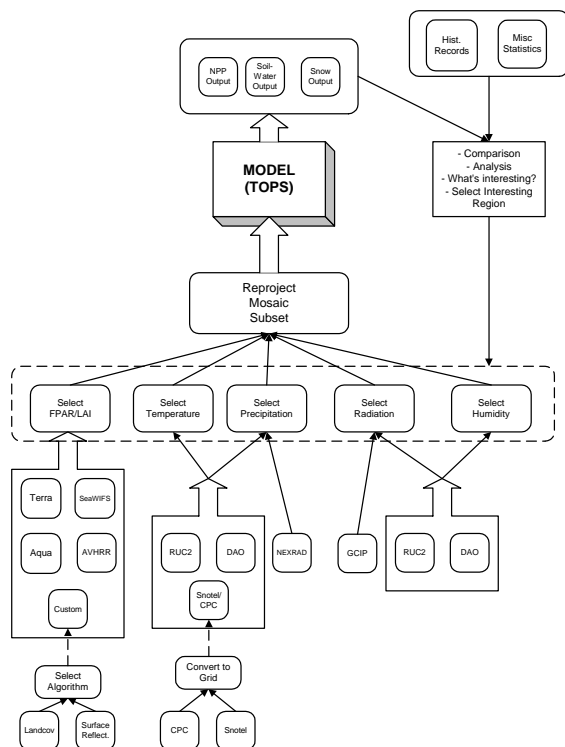 Hist.
Records
Misc
Statistics
NPP
Output
Soil-
Water
Output
Snow
Output
MODEL
(TOPS)
- Comparison
- Analysis
- What's interesting?
- Select Interesting
Region
Reproject
Mosaic
Subset
Select
FPAR/LAI
Select
Temperature
Select
Precipitation
Select
Radiation
Select
Humidity
Terra
SeaWIFS
Aqua
AVHRR
Custom
RUC2
DAO
Snotel/
CPC
NEXRAD
GCIP
RUC2
DAO
Select
Algorithm
Convert to
Grid
Landcov
Surface
Reflect.
CPC
Snotel